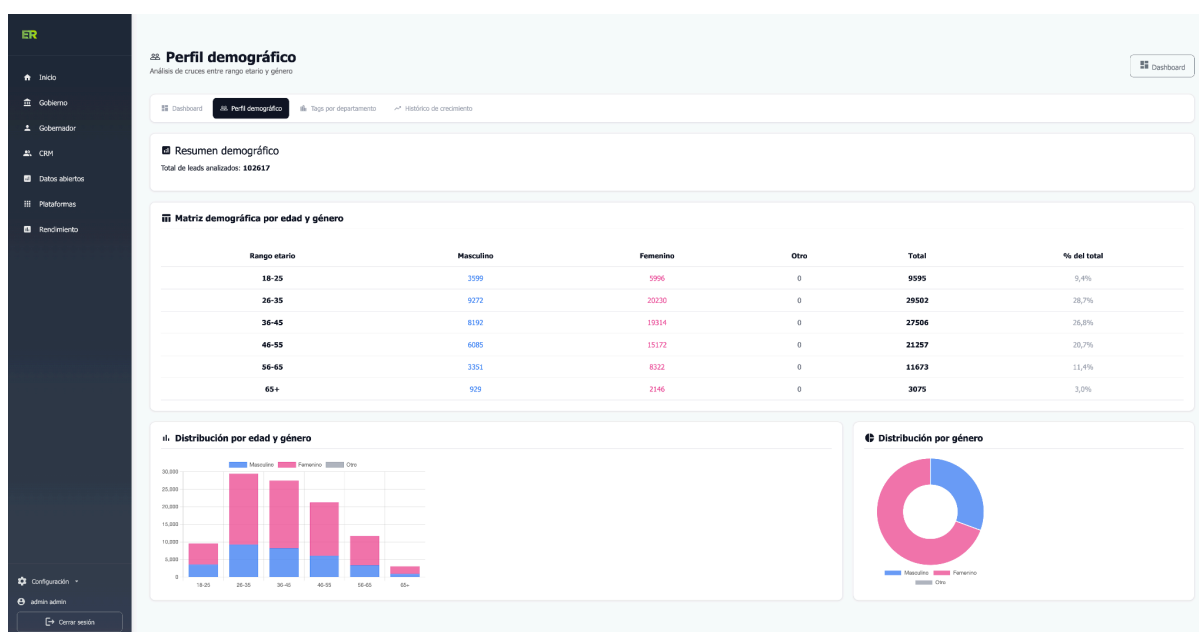 ER
Inicio
Gobierno
Gobernador
CRM
Datos abiertos
Plataformas
Rendimiento
Configuración
admin admin
Cerrar sesión
Perfil demográfico
Análisis de cruces entre rango etario y género
Dashboard
Dashboard Perfil demográfico Tags por departamento Histórico de crecimiento
Resumen demográfico
Total de leads analizados: 102617
Matriz demográfica por edad y género
Rango etario Masculino Femenino Otro Total % del total
18-25 3599 5996 0 9595 9,4%
26-35 9272 20230 0 29502 28,7%
36-45 8192 19314 0 27506 26,8%
46-55 6085 15172 0 21257 20,7%
56-65 3351 8322 0 11673 11,4%
65+ 929 2146 0 3075 3,0%
Distribución por edad y género
Masculino Femenino Otro
30,000
25,000
20,000
15,000
10,000
5,000
0
18-25 26-35 36-45 46-55 56-65 65+
Distribución por género
Masculino Femenino
Otro